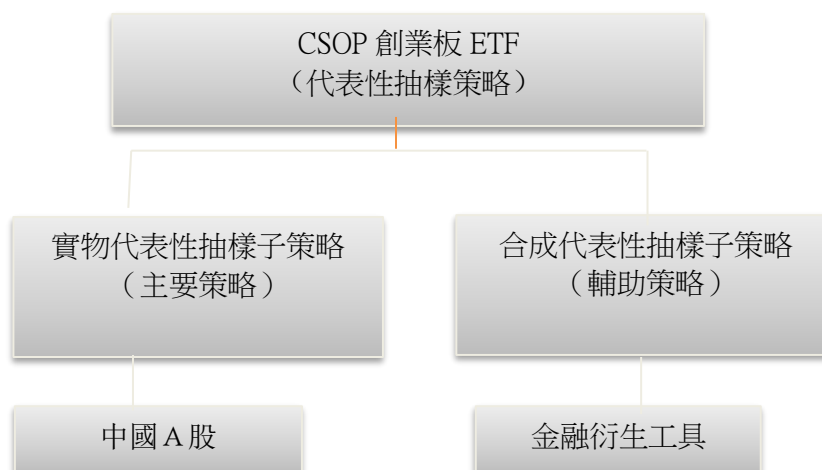 CSOP 創業板 ETF
（代表性抽樣策略）
實物代表性抽樣子策略
（主要策略）
合成代表性抽樣子策略
（輔助策略）
中國 A 股
金融衍生工具